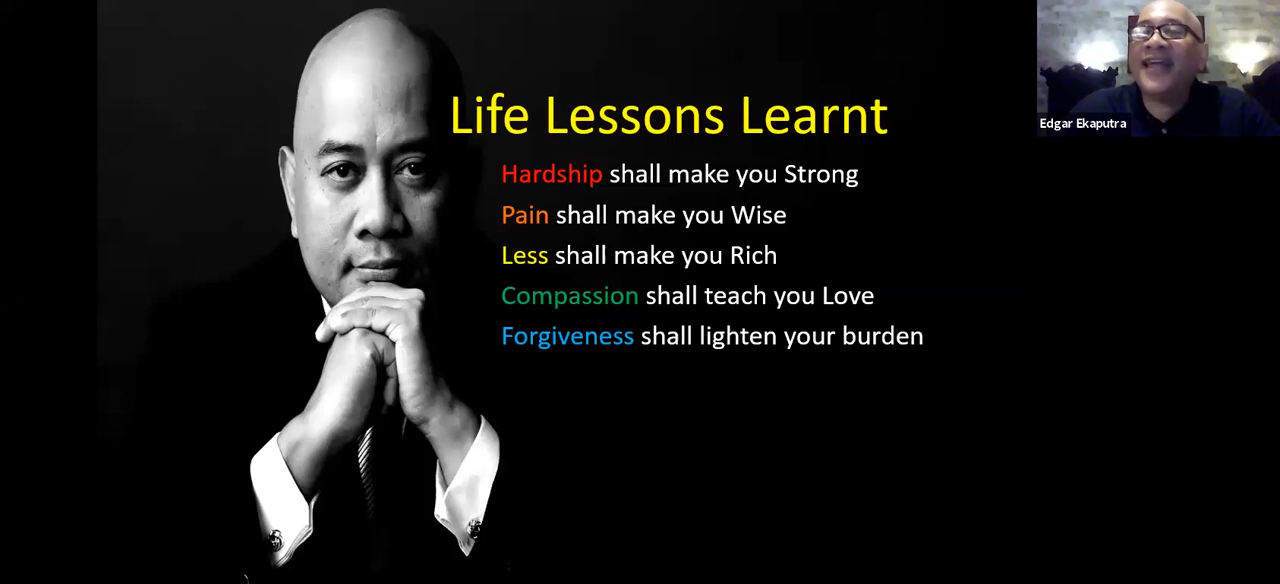 Life Lessons Learnt
Hardship shall make you Strong
Pain shall make you Wise
Less shall make you Rich
Compassion shall teach you Love
Forgiveness shall lighten your burden
Edgar Ekaputra